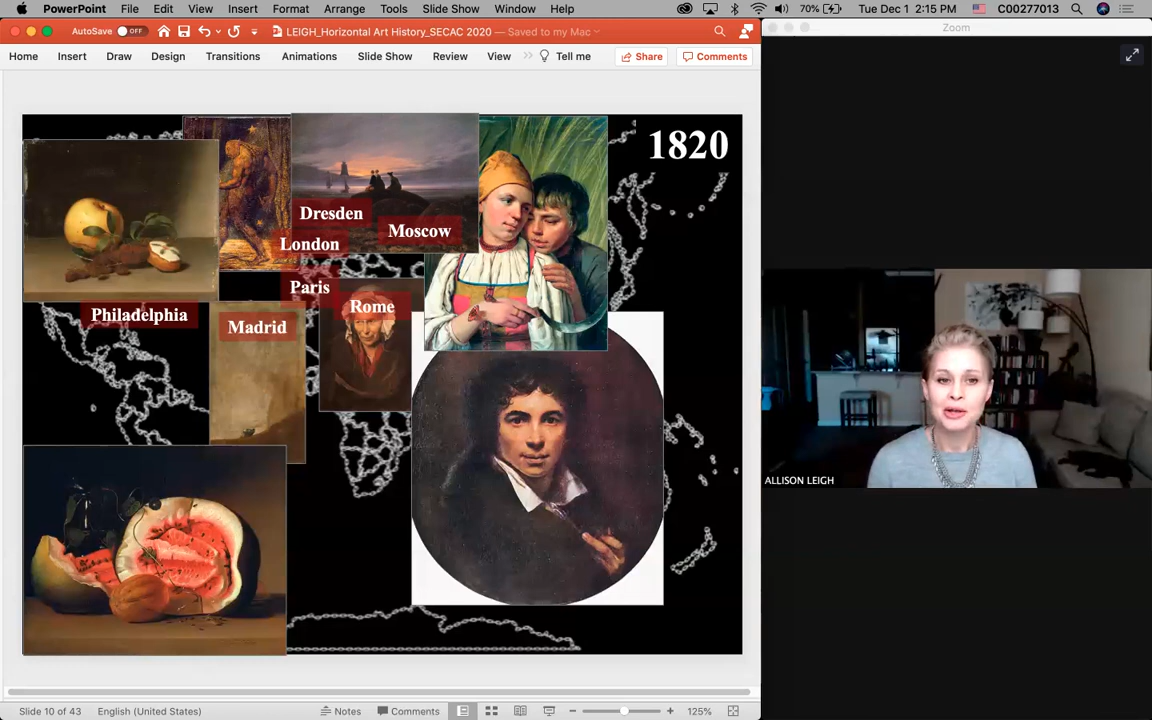 PowerPoint File Edit View Insert Format Arrange Tools Slide Show Window Help 70% Tue Dec 1 2:15 PM C00277013
AutoSave OFF LEIGH_Horizontal Art History_SECAC 2020 — Saved to my Mac
Zoom
Home Insert Draw Design Transitions Animations Slide Show Review View Tell me Share Comments
1820
Dresden
Moscow
London
Paris
Rome
Philadelphia
Madrid
ALLISON LEIGH
Slide 10 of 43 English (United States) Notes Comments 125%